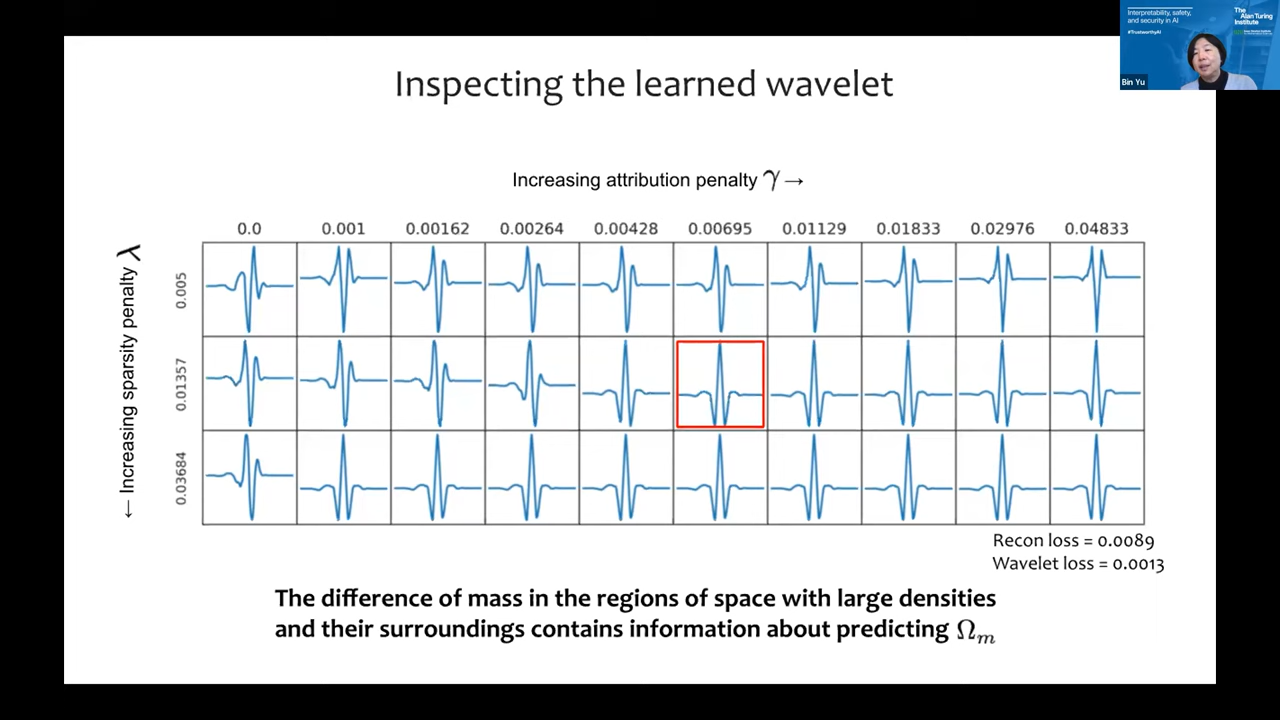 Interpretability, safety,
and security in AI
#TrustworthyAI
The
Alan Turing
Institute
Bin Yu
Inspecting the learned wavelet
Increasing attribution penalty γ →
← Increasing sparsity penalty λ
0.0 0.001 0.00162 0.00264 0.00428 0.00695 0.01129 0.01833 0.02976 0.04833
0.005
0.01357
0.03684
Recon loss = 0.0089
Wavelet loss = 0.0013
The difference of mass in the regions of space with large densities
and their surroundings contains information about predicting Ωm